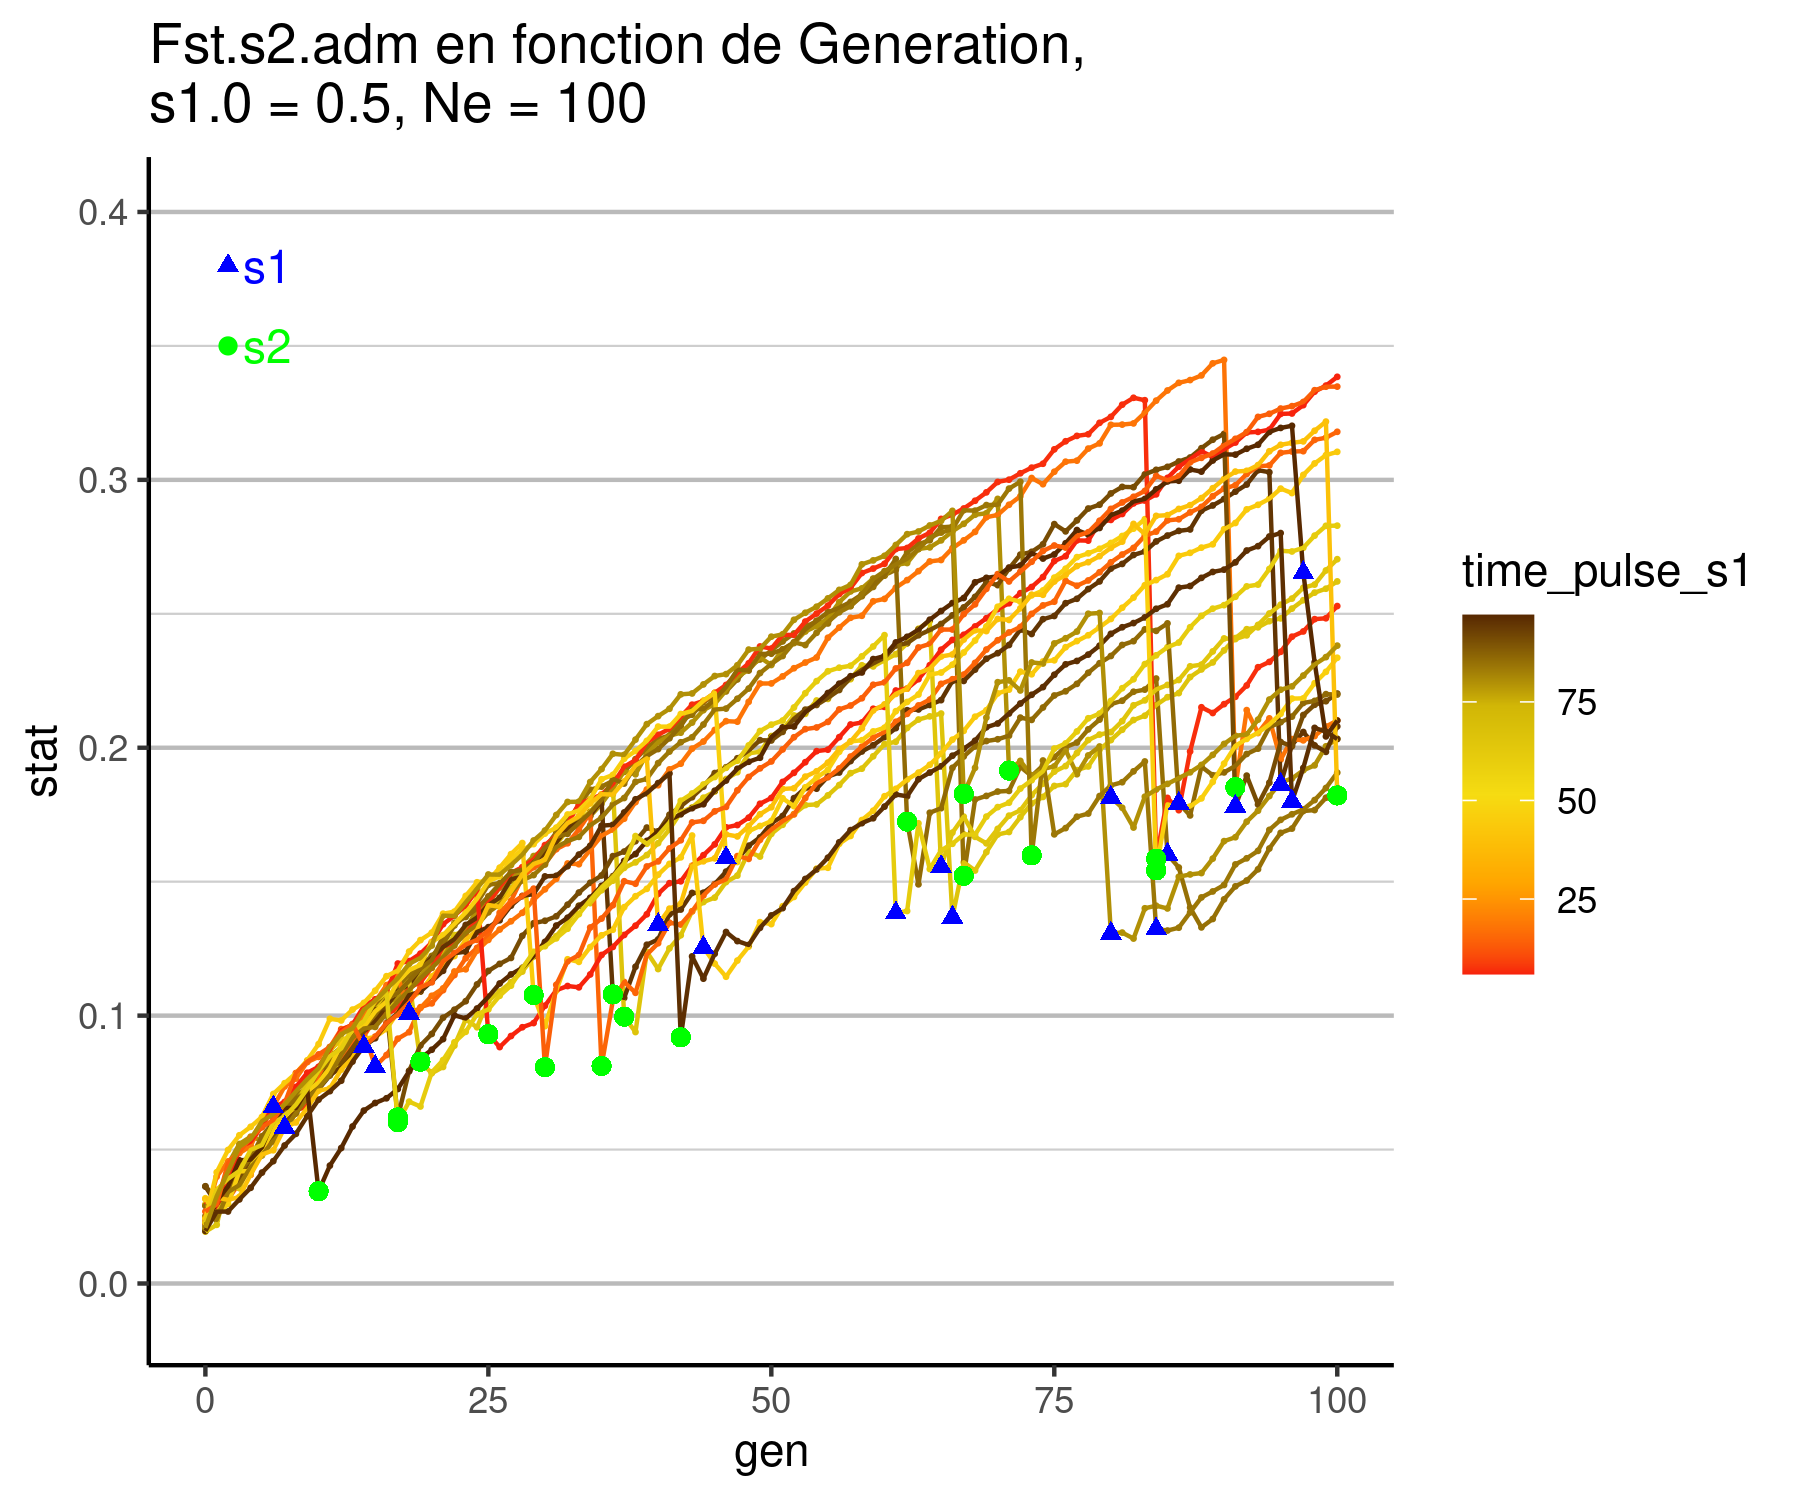 Fst.s2.adm en fonction de Generation,
s1.0 = 0.5, Ne = 100
stat
0.4
0.3
0.2
0.1
0.0
s1
s2
0
25
50
75
100
gen
time_pulse_s1
75
50
25